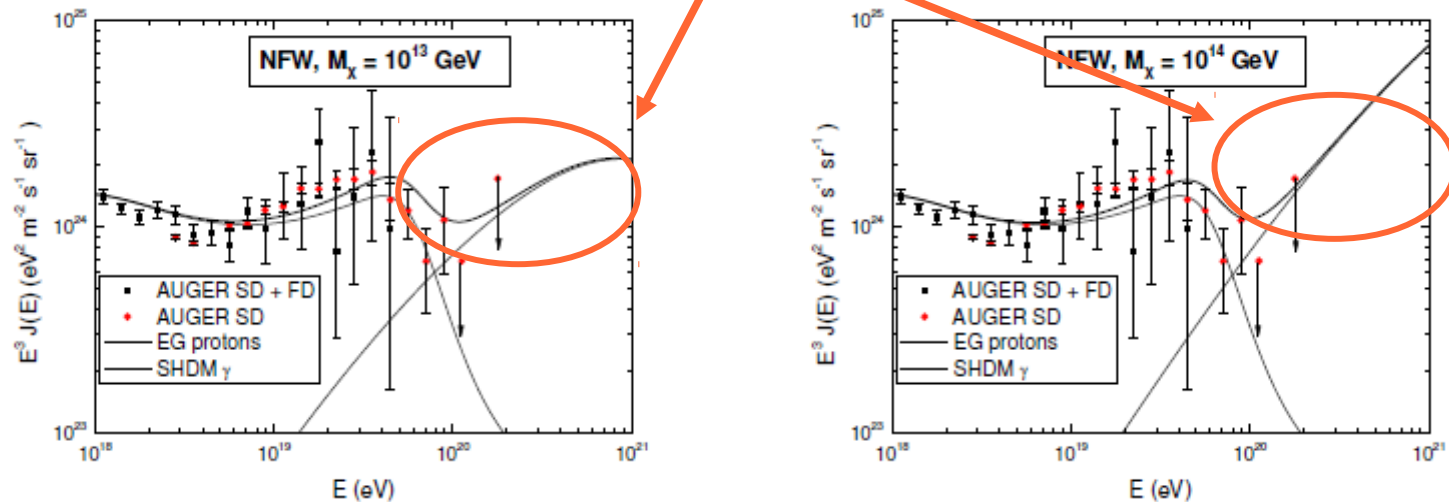 10^25
NFW, M_X = 10^13 GeV
E^3 J(E) (eV^2 m^-2 s^-1 sr^-1 )
10^24
AUGER SD + FD
AUGER SD
EG protons
SHDM γ
10^23
10^18 10^19 10^20 10^21
E (eV)
10^25
NFW, M_X = 10^14 GeV
E^3 J(E) (eV^2 m^-2 s^-1 sr^-1 )
10^24
AUGER SD + FD
AUGER SD
EG protons
SHDM γ
10^23
10^18 10^19 10^20 10^21
E (eV)